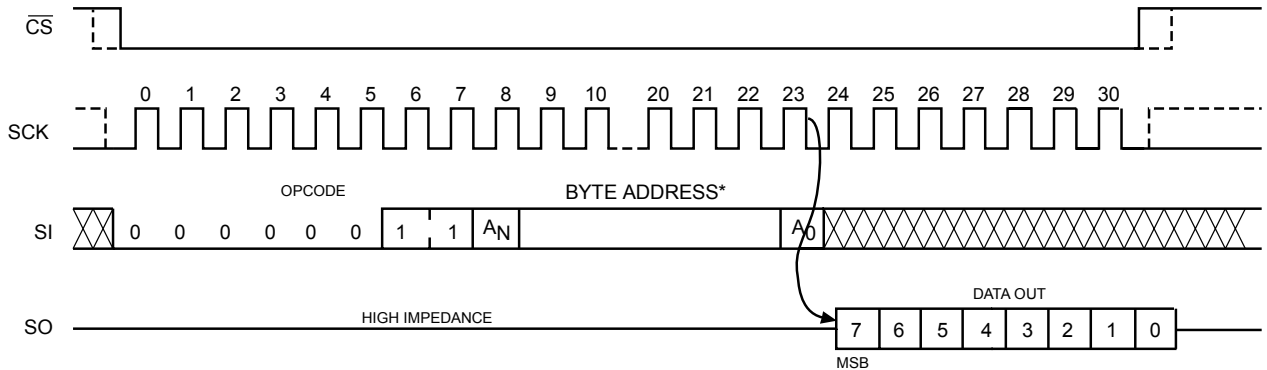 CS
0 1 2 3 4 5 6 7 8 9 10 20 21 22 23 24 25 26 27 28 29 30
SCK
OPCODE
BYTE ADDRESS*
SI
0 0 0 0 0 0 1 1 AN A0
DATA OUT
HIGH IMPEDANCE
SO
7 6 5 4 3 2 1 0
MSB